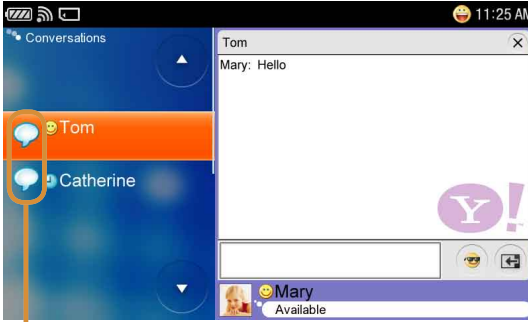 11:25 AM
Conversations
Tom
Catherine
Tom
Mary: Hello
Y!
Mary
Available